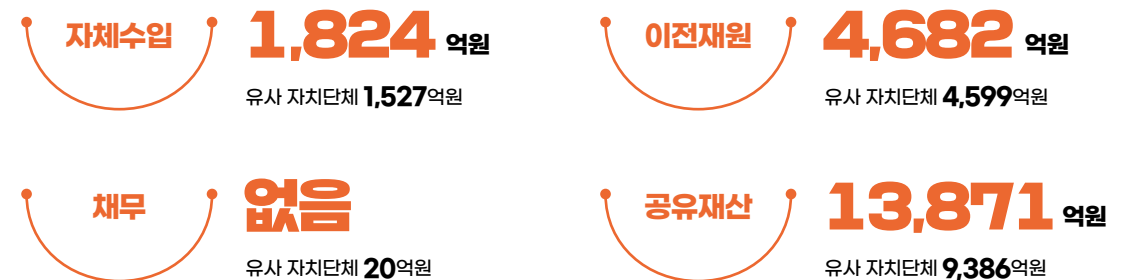 자체수입
1,824 억원
유사 자치단체 1,527억원
이전재원
4,682 억원
유사 자치단체 4,599억원
채무
없음
유사 자치단체 20억원
공유재산
13,871 억원
유사 자치단체 9,386억원